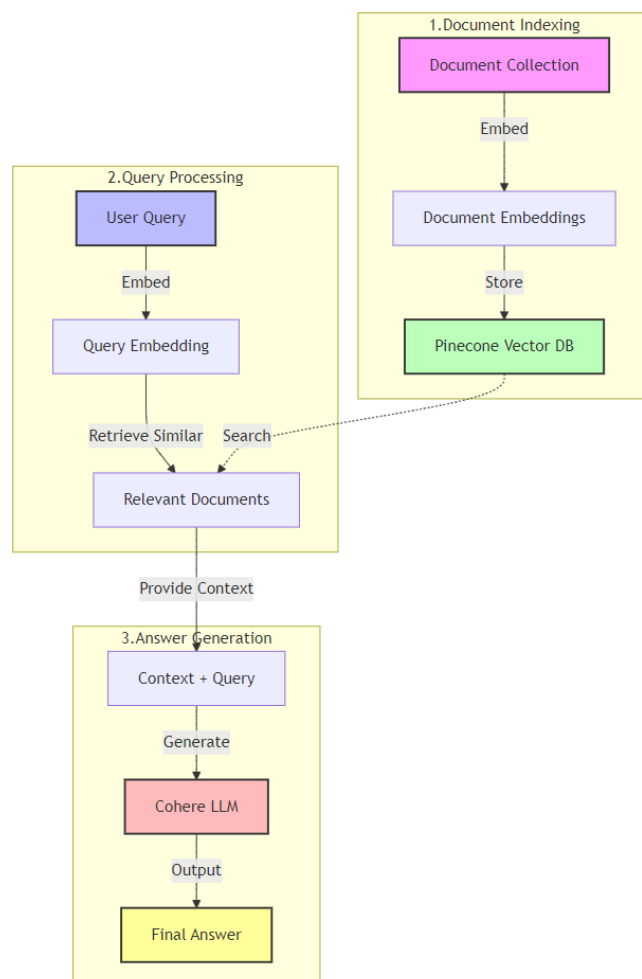 1.Document Indexing
Document Collection
Embed
Document Embeddings
Store
Pinecone Vector DB
2.Query Processing
User Query
Embed
Query Embedding
Retrieve Similar
Search
Relevant Documents
Provide Context
3.Answer Generation
Context + Query
Generate
Cohere LLM
Output
Final Answer